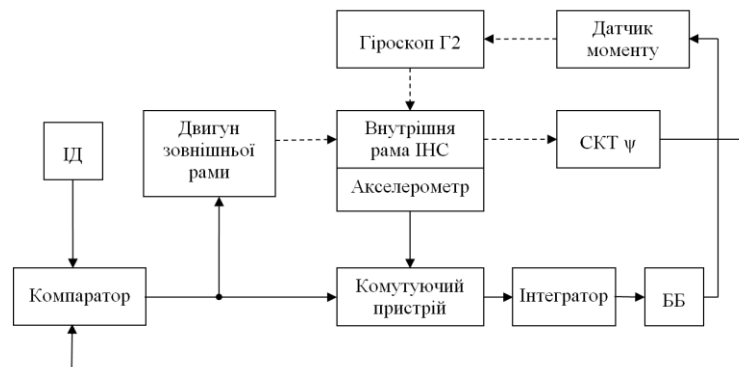 Гіроскоп Г2
Датчик
моменту
ІД
Двигун
зовнішньої
рами
Внутрішня
рама ІНС
Акселерометр
СКТ ψ
Компаратор
Комутуючий
пристрій
Інтегратор
ББ